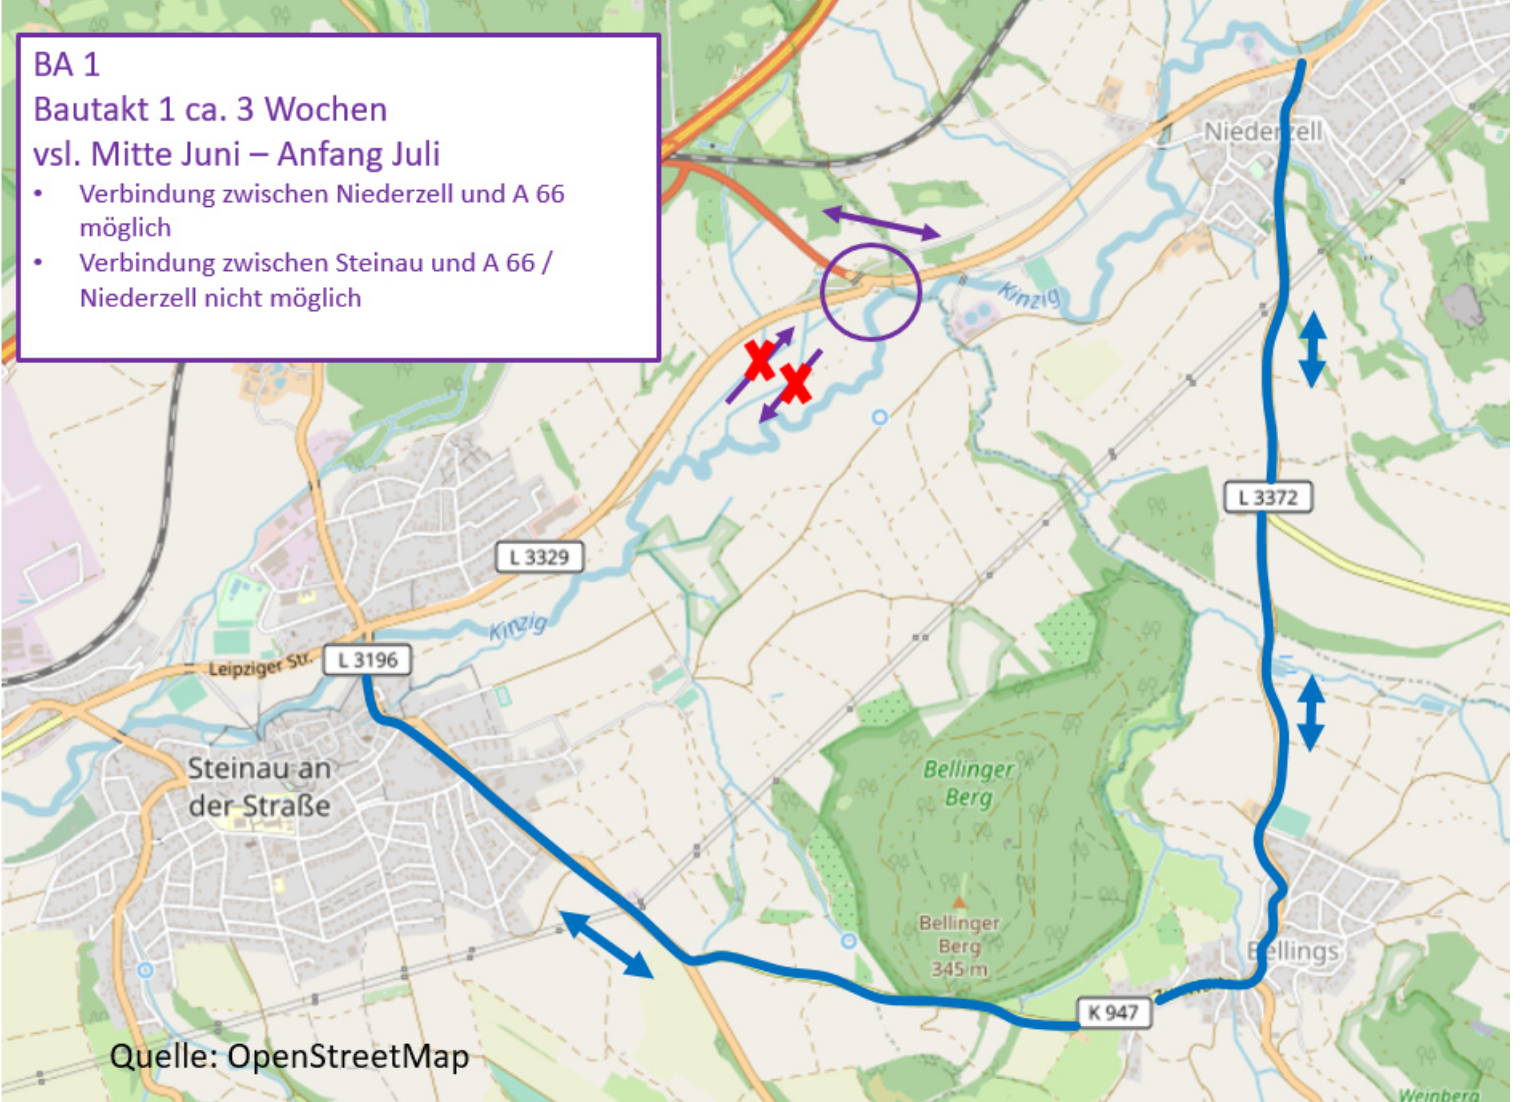 BA 1
Bautakt 1 ca. 3 Wochen
vsl. Mitte Juni – Anfang Juli
• Verbindung zwischen Niederzell und A 66
möglich
• Verbindung zwischen Steinau und A 66 /
Niederzell nicht möglich
Niederzell
Kinzig
L 3372
L 3329
Kinzig
Leipziger Str.
L 3196
Steinau an
der Straße
Bellinger
Berg
Bellinger
Berg
345 m
Bellings
K 947
Quelle: OpenStreetMap
Weinberg